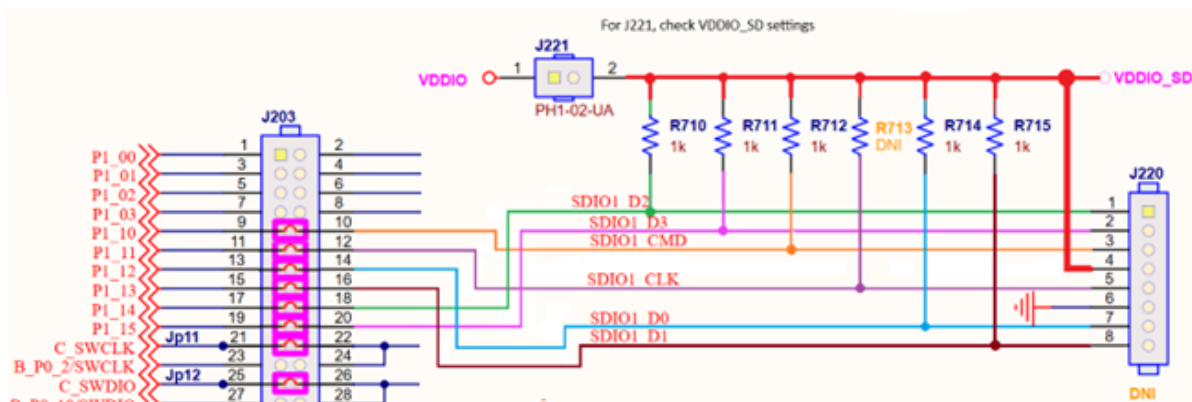 For J221, check VDDIO_SD settings
J221
VDDIO 1 2 VDDIO_SD
PH1-02-UA
J203
R710 R711 R712 R713 R714 R715
1k 1k 1k DNI 1k 1k
J220
P1_00 1 2
P1_01 3 4
P1_02 5 6
P1_03 7 8
P1_10 9 10
P1_11 11 12
P1_12 13 14
P1_13 15 16
P1_14 17 18
P1_15 19 20
C_SWCLK Jp11 21 22
B_P0_2/SWCLK 23 24
C_SWDIO Jp12 25 26
27 28
SDIO1_D2 1
SDIO1_D3 2
SDIO1_CMD 3
4
SDIO1_CLK 5
6
SDIO1_D0 7
SDIO1_D1 8
DNI